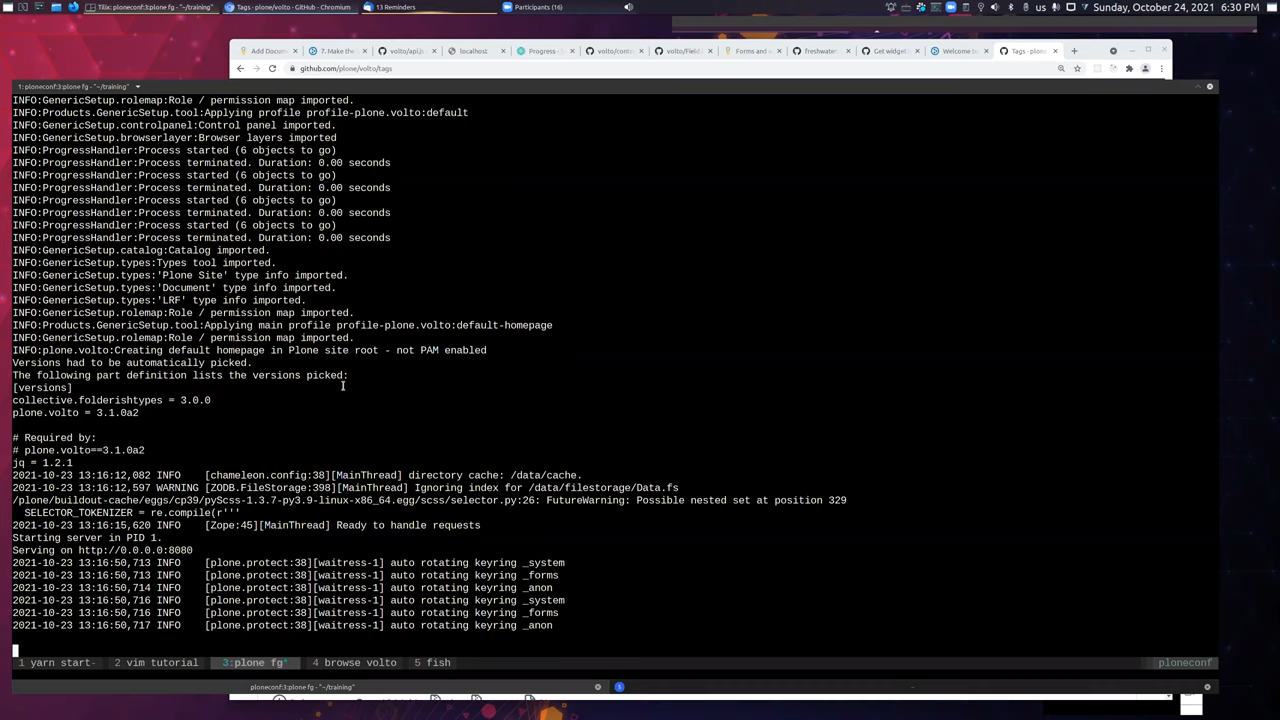 Tilix: ploneconf:3:plone fg -
Tags · plone/volto · GitHub - Chromium
13 Reminders
Participants (16)
Sunday, October 24, 2021
6:30 PM
Add Docum
7. Make the
volto/api.js
localhost
Progress - S
volto/cont
volto/Field
Forms and
freshwater
Get widget
Welcome t
Tags · plon
github.com/plone/volto/tags
1: ploneconf:3:plone fg - "~/training"
INFO:GenericSetup.rolemap:Role / permission map imported.
INFO:Products.GenericSetup.tool:Applying profile profile-plone.volto:default
INFO:GenericSetup.controlpanel:Control panel imported.
INFO:GenericSetup.browserlayer:Browser layers imported
INFO:ProgressHandler:Process started (6 objects to go)
INFO:ProgressHandler:Process terminated. Duration: 0.00 seconds
INFO:ProgressHandler:Process started (6 objects to go)
INFO:ProgressHandler:Process terminated. Duration: 0.00 seconds
INFO:ProgressHandler:Process started (6 objects to go)
INFO:ProgressHandler:Process terminated. Duration: 0.00 seconds
INFO:ProgressHandler:Process started (6 objects to go)
INFO:ProgressHandler:Process terminated. Duration: 0.00 seconds
INFO:GenericSetup.catalog:Catalog imported.
INFO:GenericSetup.types:Types tool imported.
INFO:GenericSetup.types:'Plone Site' type info imported.
INFO:GenericSetup.types:'Document' type info imported.
INFO:GenericSetup.types:'LRF' type info imported.
INFO:GenericSetup.rolemap:Role / permission map imported.
INFO:Products.GenericSetup.tool:Applying main profile profile-plone.volto:default-homepage
INFO:GenericSetup.rolemap:Role / permission map imported.
INFO:plone.volto:Creating default homepage in Plone site root - not PAM enabled
Versions had to be automatically picked.
The following part definition lists the versions picked:
[versions]
collective.folderishtypes = 3.0.0
plone.volto = 3.1.0a2
# Required by:
# plone.volto==3.1.0a2
jq = 1.2.1
2021-10-23 13:16:12,082 INFO [chameleon.config:38][MainThread] directory cache: /data/cache.
2021-10-23 13:16:12,597 WARNING [ZODB.FileStorage:398][MainThread] Ignoring index for /data/filestorage/Data.fs
/plone/buildout-cache/eggs/cp39/pyScss-1.3.7-py3.9-linux-x86_64.egg/scss/selector.py:26: FutureWarning: Possible nested set at position 329
SELECTOR_TOKENIZER = re.compile(r'''
2021-10-23 13:16:15,620 INFO [Zope:45][MainThread] Ready to handle requests
Starting server in PID 1.
Serving on http://0.0.0.0:8080
2021-10-23 13:16:50,713 INFO [plone.protect:38][waitress-1] auto rotating keyring _system
2021-10-23 13:16:50,713 INFO [plone.protect:38][waitress-1] auto rotating keyring _forms
2021-10-23 13:16:50,714 INFO [plone.protect:38][waitress-1] auto rotating keyring _anon
2021-10-23 13:16:50,716 INFO [plone.protect:38][waitress-1] auto rotating keyring _system
2021-10-23 13:16:50,716 INFO [plone.protect:38][waitress-1] auto rotating keyring _forms
2021-10-23 13:16:50,717 INFO [plone.protect:38][waitress-1] auto rotating keyring _anon
1 yarn start- 2 vim tutorial 3:plone fg* 4 browse volto 5 fish ploneconf
ploneconf:3:plone fg - "~/training"
5